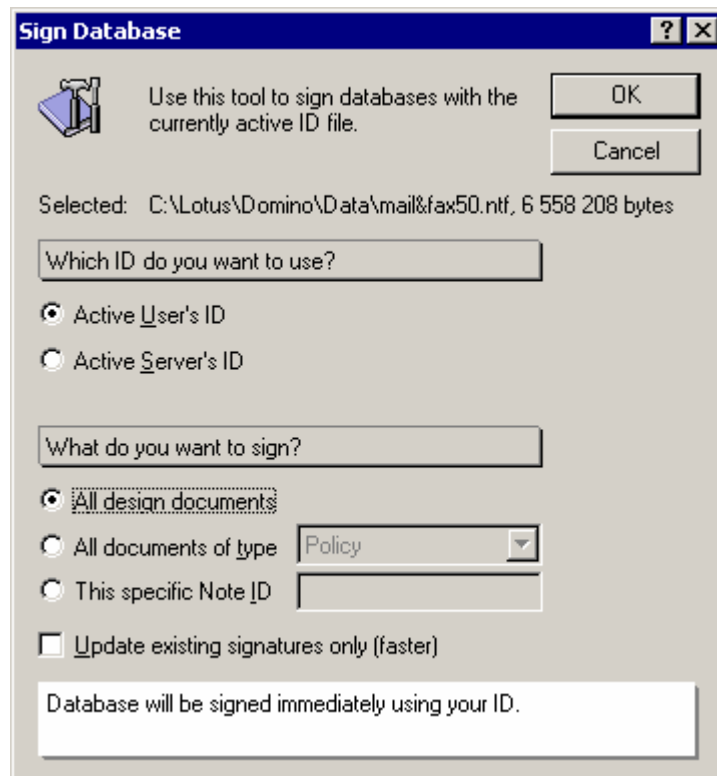 Sign Database
Use this tool to sign databases with the
currently active ID file.
OK
Cancel
Selected: C:\Lotus\Domino\Data\mail&fax50.ntf, 6 558 208 bytes
Which ID do you want to use?
Active User's ID
Active Server's ID
What do you want to sign?
All design documents
All documents of type Policy
This specific Note ID
Update existing signatures only (faster)
Database will be signed immediately using your ID.